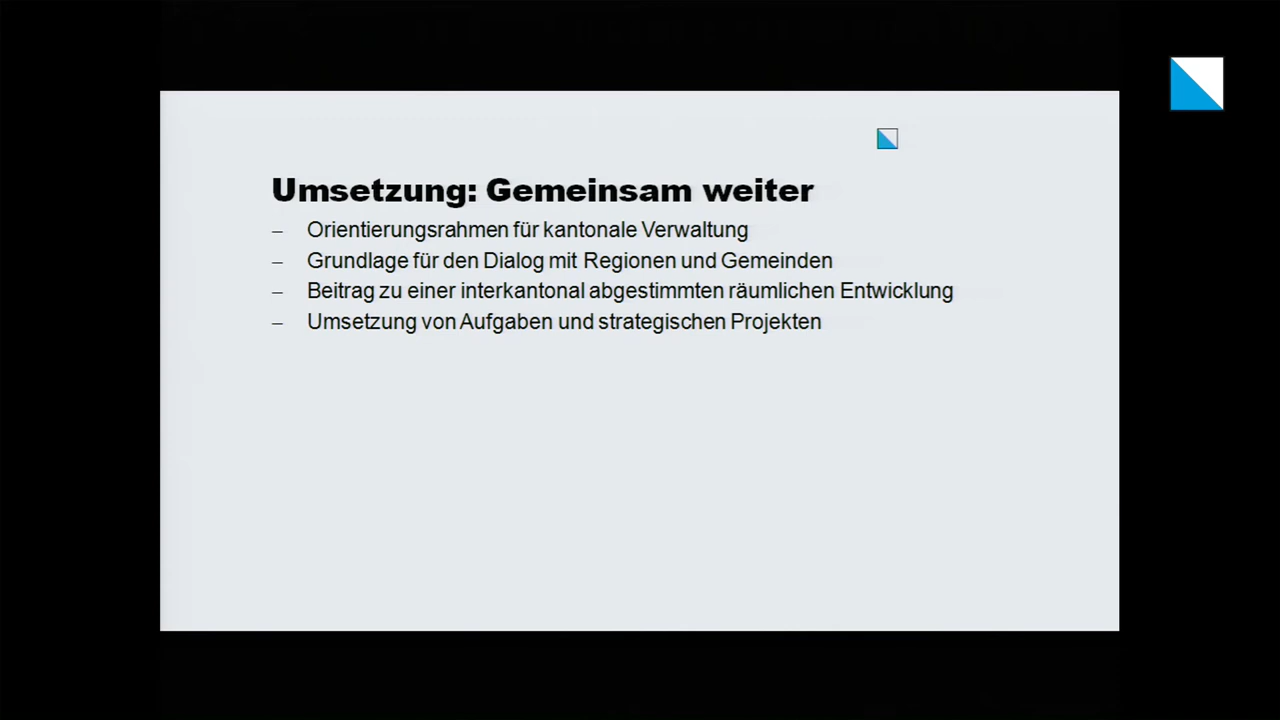 Umsetzung: Gemeinsam weiter
– Orientierungsrahmen für kantonale Verwaltung
– Grundlage für den Dialog mit Regionen und Gemeinden
– Beitrag zu einer interkantonal abgestimmten räumlichen Entwicklung
– Umsetzung von Aufgaben und strategischen Projekten